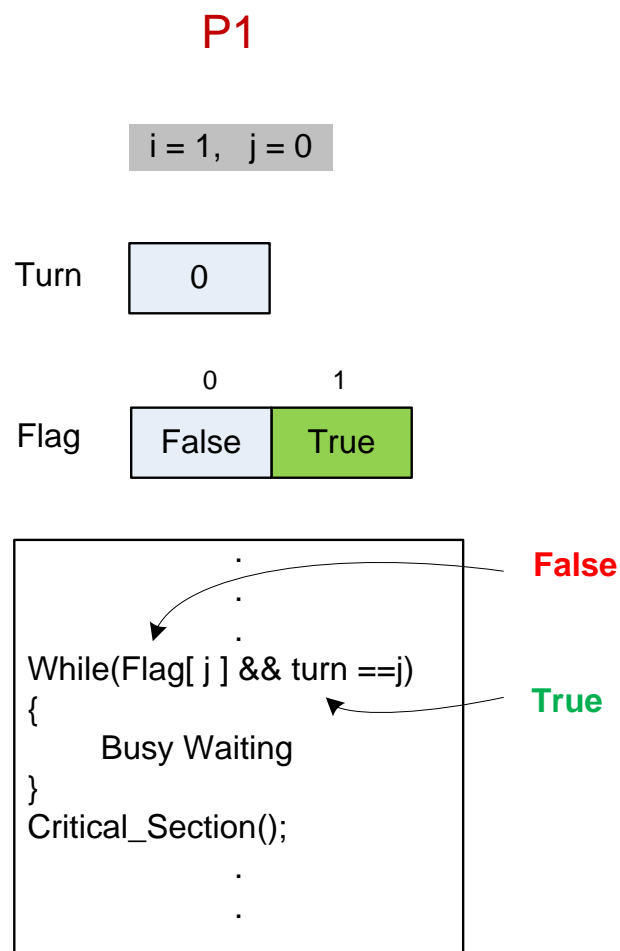 P1
i = 1, j = 0
Turn 0
0 1
Flag False True
.
False
.
.
While(Flag[ j ] && turn ==j)
{
True
Busy Waiting
}
Critical_Section();
.
.